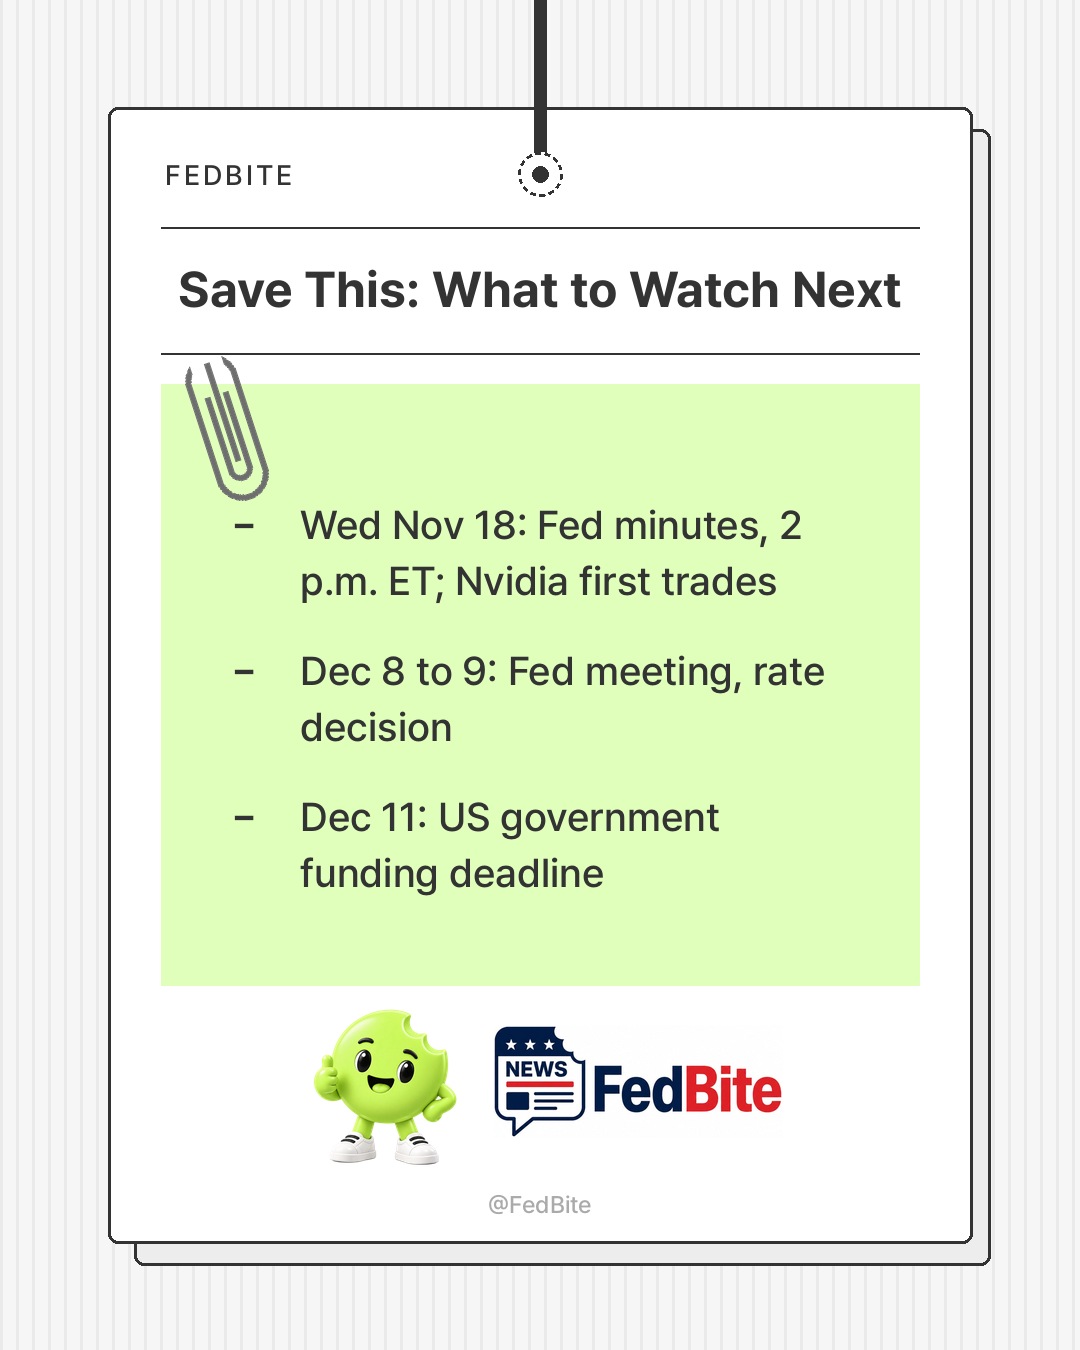 FEDBITE
Save This: What to Watch Next
– Wed Nov 18: Fed minutes, 2
p.m. ET; Nvidia first trades
– Dec 8 to 9: Fed meeting, rate
decision
– Dec 11: US government
funding deadline
NEWS
FedBite
@FedBite